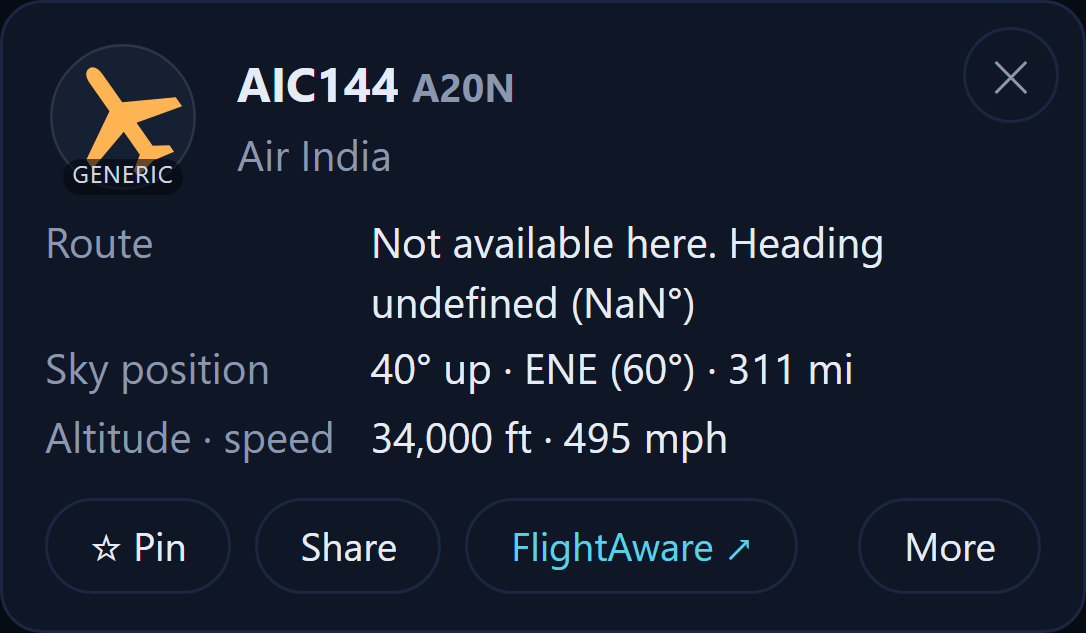 AIC144 A20N
Air India
GENERIC
Route Not available here. Heading
undefined (NaN°)
Sky position 40° up · ENE (60°) · 311 mi
Altitude · speed 34,000 ft · 495 mph
☆ Pin Share FlightAware ↗ More